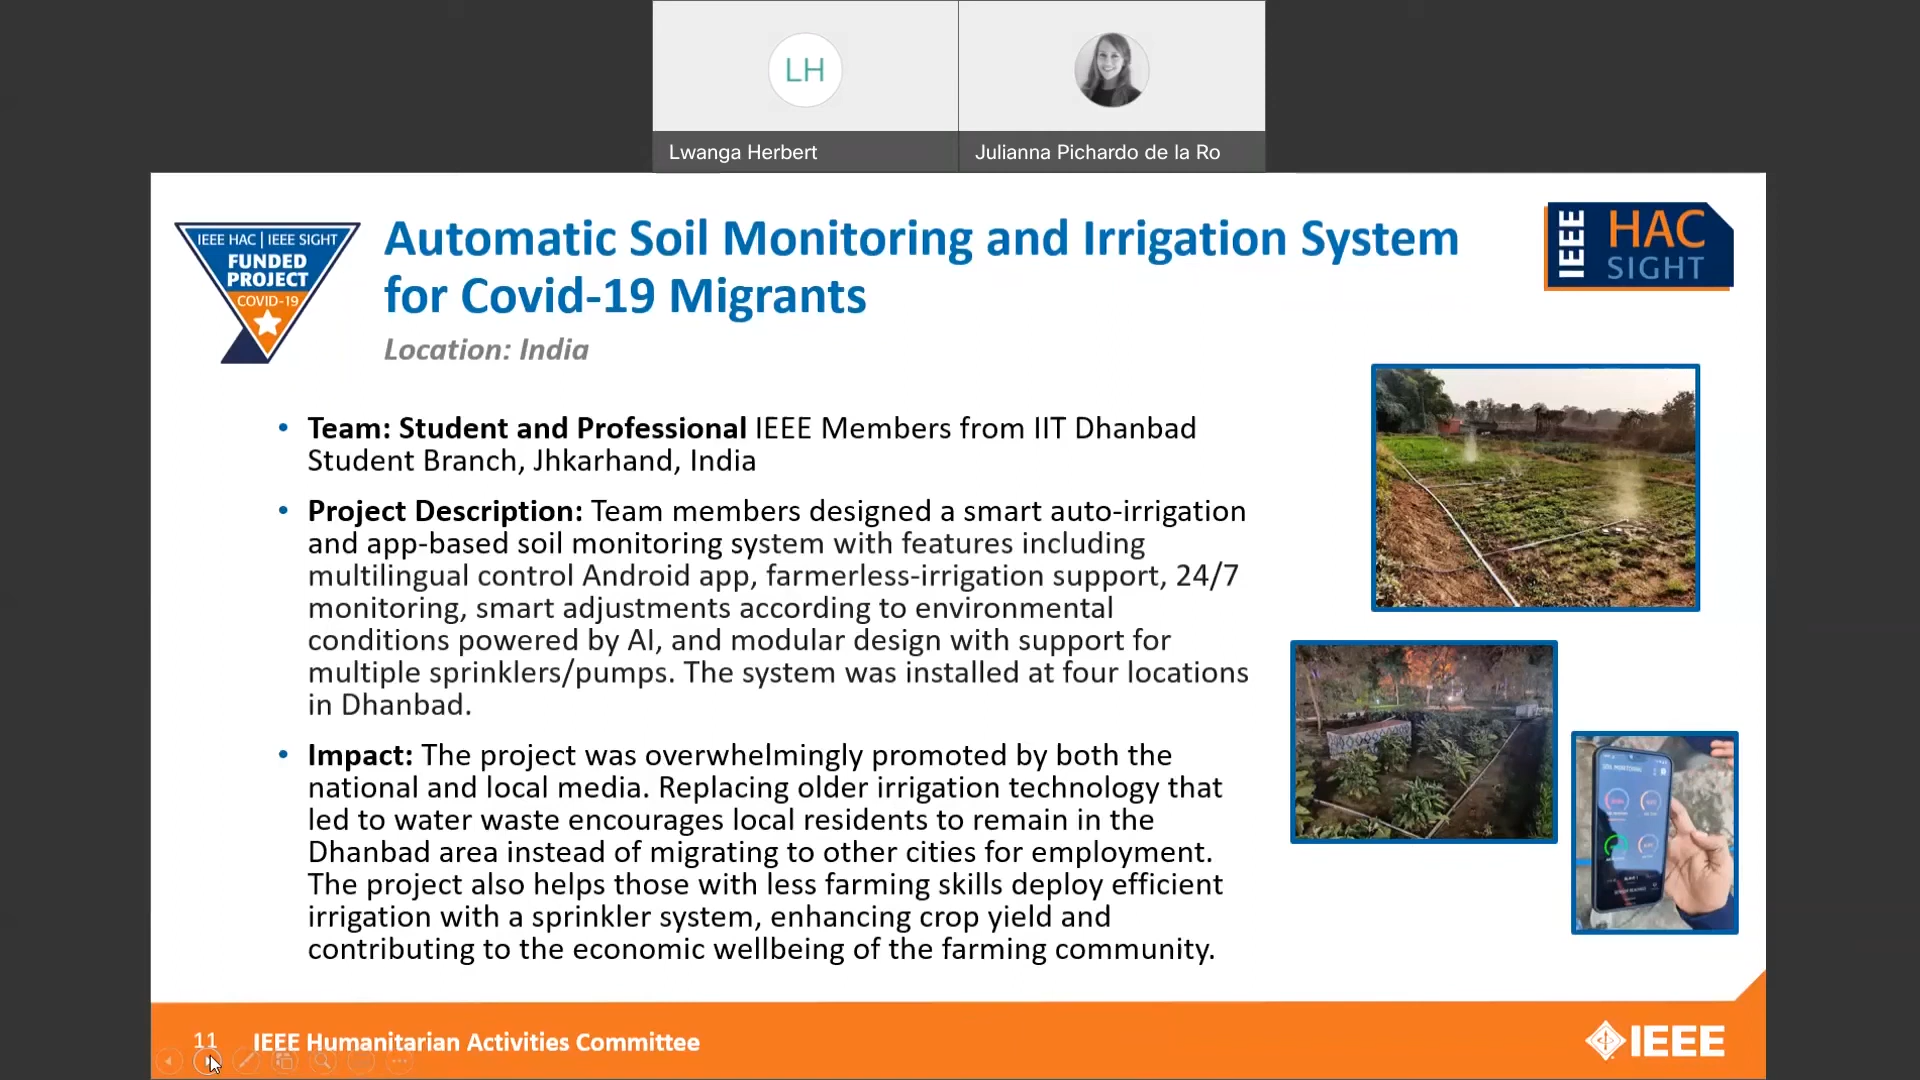 LH
Lwanga Herbert
Julianna Pichardo de la Ro
IEEE HAC | IEEE SIGHT
FUNDED
PROJECT
COVID-19
Automatic Soil Monitoring and Irrigation System
for Covid-19 Migrants
Location: India
IEEE
HAC
SIGHT
• Team: Student and Professional IEEE Members from IIT Dhanbad
Student Branch, Jhkarhand, India
• Project Description: Team members designed a smart auto-irrigation
and app-based soil monitoring system with features including
multilingual control Android app, farmerless-irrigation support, 24/7
monitoring, smart adjustments according to environmental
conditions powered by AI, and modular design with support for
multiple sprinklers/pumps. The system was installed at four locations
in Dhanbad.
• Impact: The project was overwhelmingly promoted by both the
national and local media. Replacing older irrigation technology that
led to water waste encourages local residents to remain in the
Dhanbad area instead of migrating to other cities for employment.
The project also helps those with less farming skills deploy efficient
irrigation with a sprinkler system, enhancing crop yield and
contributing to the economic wellbeing of the farming community.
11
IEEE Humanitarian Activities Committee
IEEE